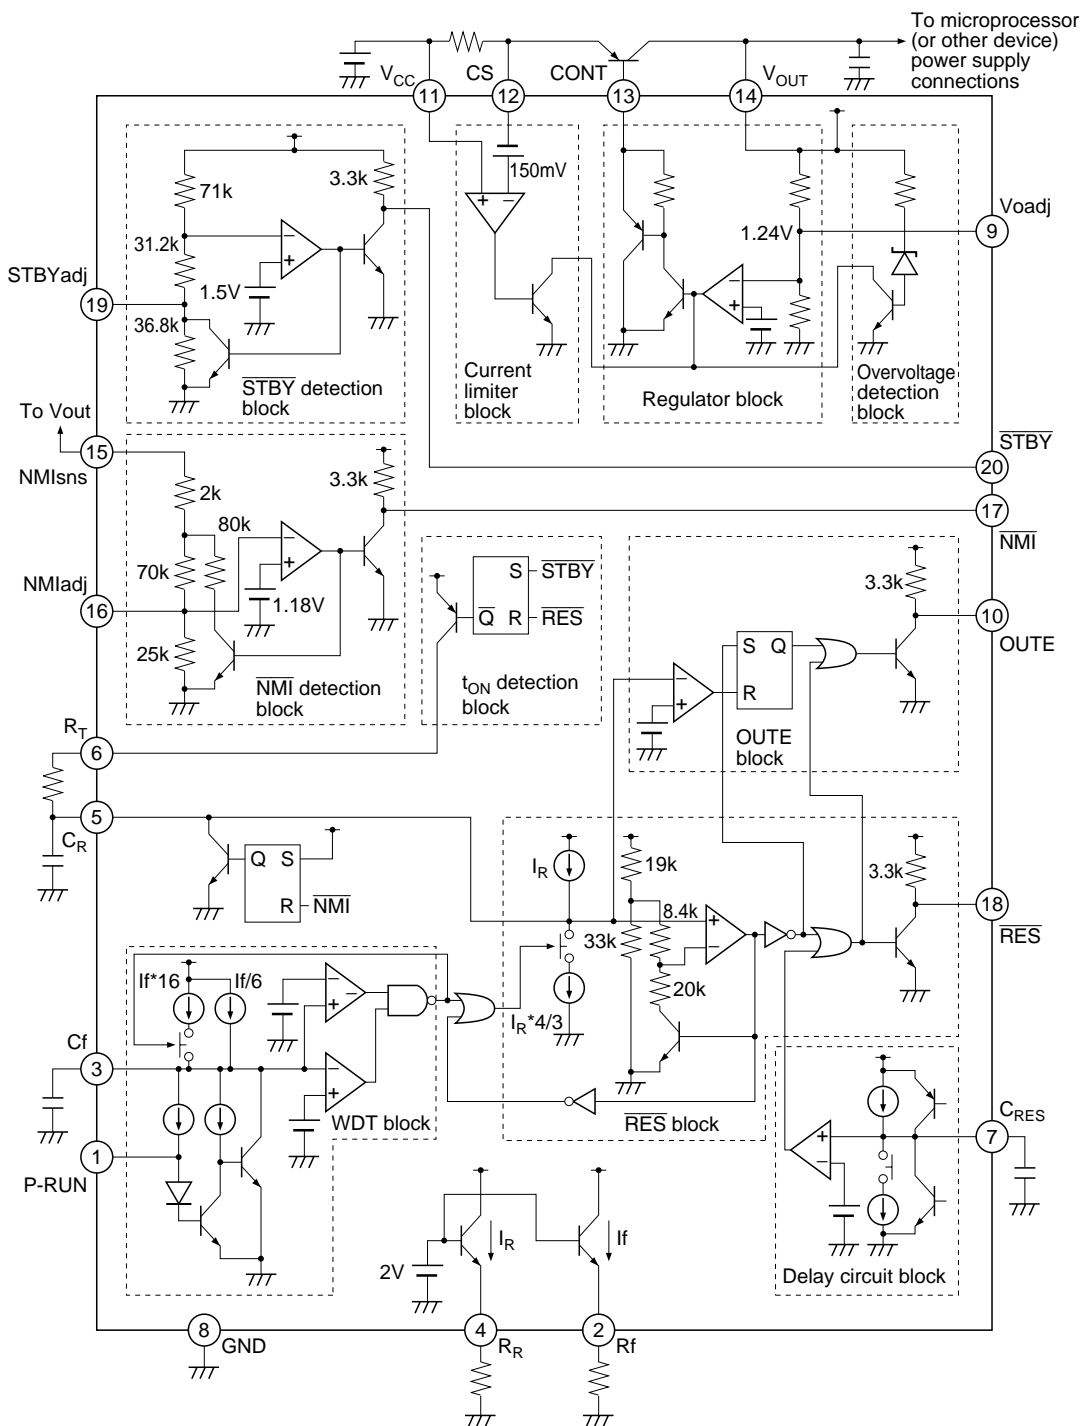 To microprocessor
(or other device)
power supply
connections
VCC
CS
CONT
VOUT
11
12
13
14
71k
3.3k
31.2k
1.5V
36.8k
STBYadj
19
STBY detection
block
150mV
+ −
Current
limiter
block
1.24V
Regulator block
Overvoltage
detection
block
Voadj
9
To Vout
15
NMIsns
STBY
20
17
NMI
2k
80k
3.3k
70k
NMIadj
16
1.18V
25k
NMI detection
block
S STBY
Q R RES
tON detection
block
3.3k
S Q
R
10
OUTE
OUTE
block
RT
6
5
CR
Q S
R NMI
IR
19k
8.4k
33k
20k
IR*4/3
3.3k
18
RES
RES block
If*16
If/6
Cf
3
1
P-RUN
WDT block
CRES
7
Delay circuit block
2V
IR
If
8
GND
4
RR
2
Rf